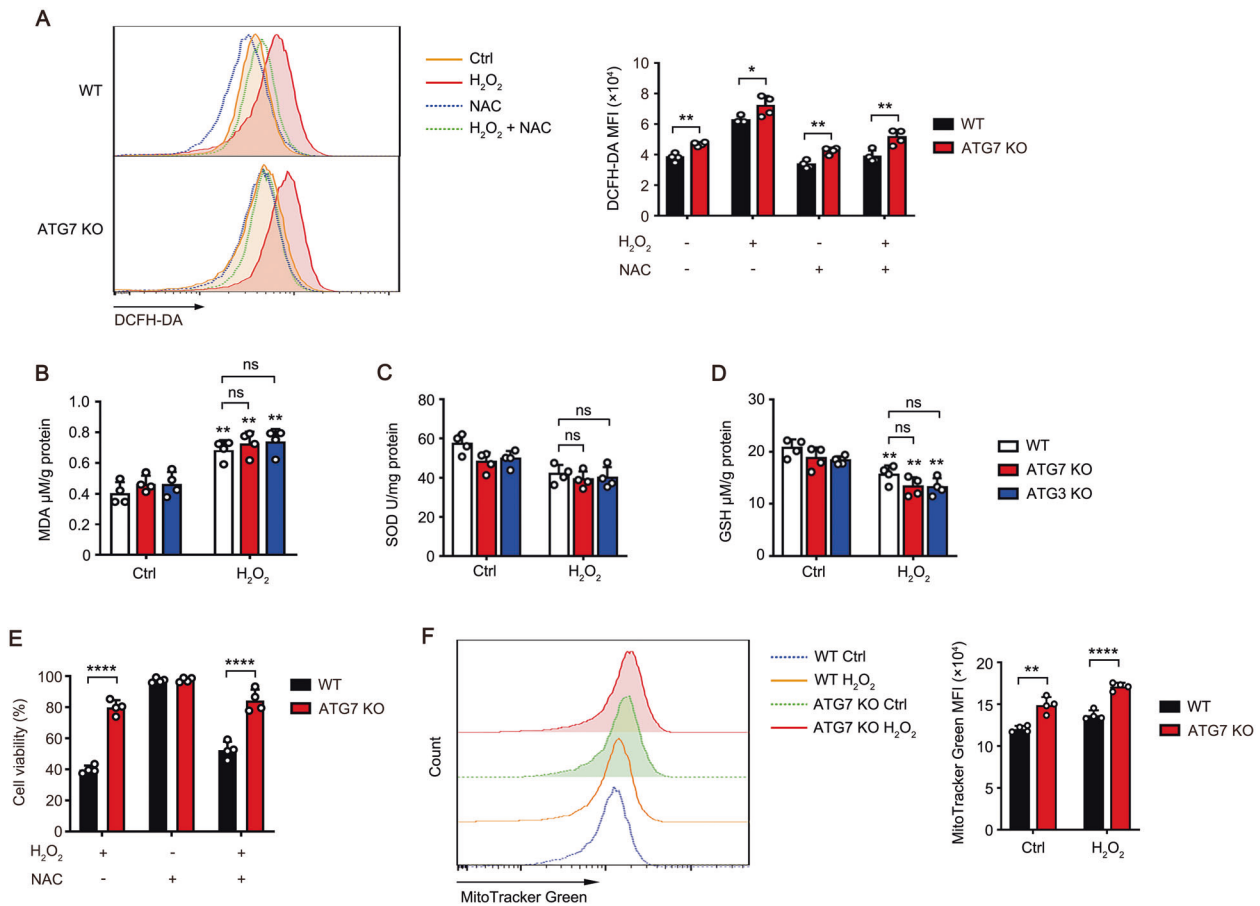 A
WT
ATG7 KO
DCFH-DA
Ctrl
H₂O₂
NAC
H₂O₂ + NAC
DCFH-DA MFI (×10⁴)
10
8
6
4
2
0
** * ** **
WT
ATG7 KO
H₂O₂ - + - +
NAC - - + +
B
MDA μM/g protein
1.0
0.8
0.6
0.4
0.2
0.0
ns
ns
** ** **
Ctrl H₂O₂
C
SOD U/mg protein
80
60
40
20
0
ns
ns
Ctrl H₂O₂
D
GSH μM/g protein
30
20
10
0
ns
ns
** ** **
Ctrl H₂O₂
WT
ATG7 KO
ATG3 KO
E
Cell viability (%)
100
80
60
40
20
0
**** ****
WT
ATG7 KO
H₂O₂ + - +
NAC - + +
F
Count
MitoTracker Green
WT Ctrl
WT H₂O₂
ATG7 KO Ctrl
ATG7 KO H₂O₂
MitoTracker Green MFI (×10⁴)
20
15
10
5
0
** ****
Ctrl H₂O₂
WT
ATG7 KO